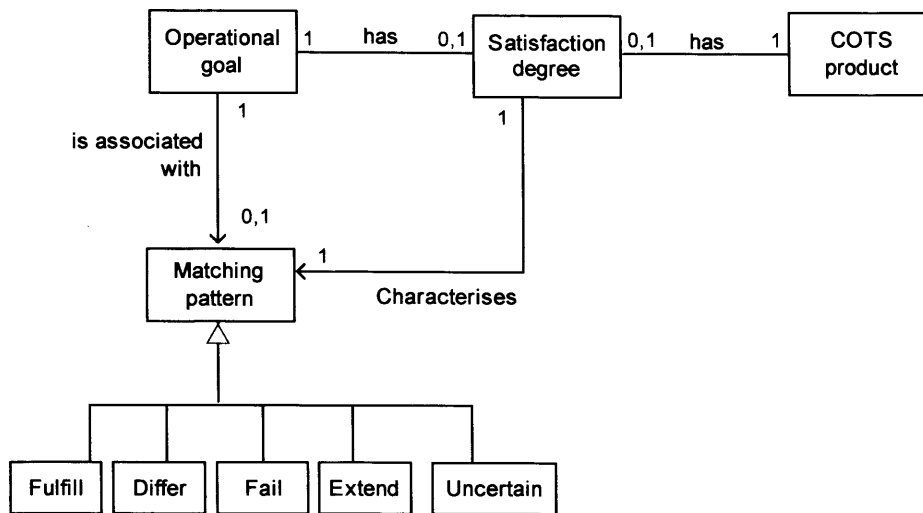 Operational
goal
1
has
0,1
Satisfaction
degree
0,1
has
1
COTS
product
1
is associated
with
0,1
1
Matching
pattern
1
Characterises
Fulfill
Differ
Fail
Extend
Uncertain